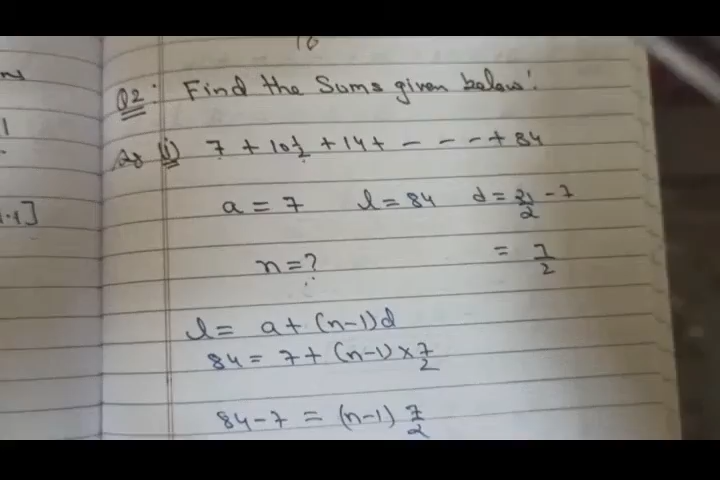 Q2: Find the Sums given below:
(i) 7 + 10½ + 14 + - - - + 84
a = 7 l = 84 d = 21/2 - 7
= 7/2
n = ?
l = a + (n-1)d
84 = 7 + (n-1) × 7/2
84-7 = (n-1) 7/2